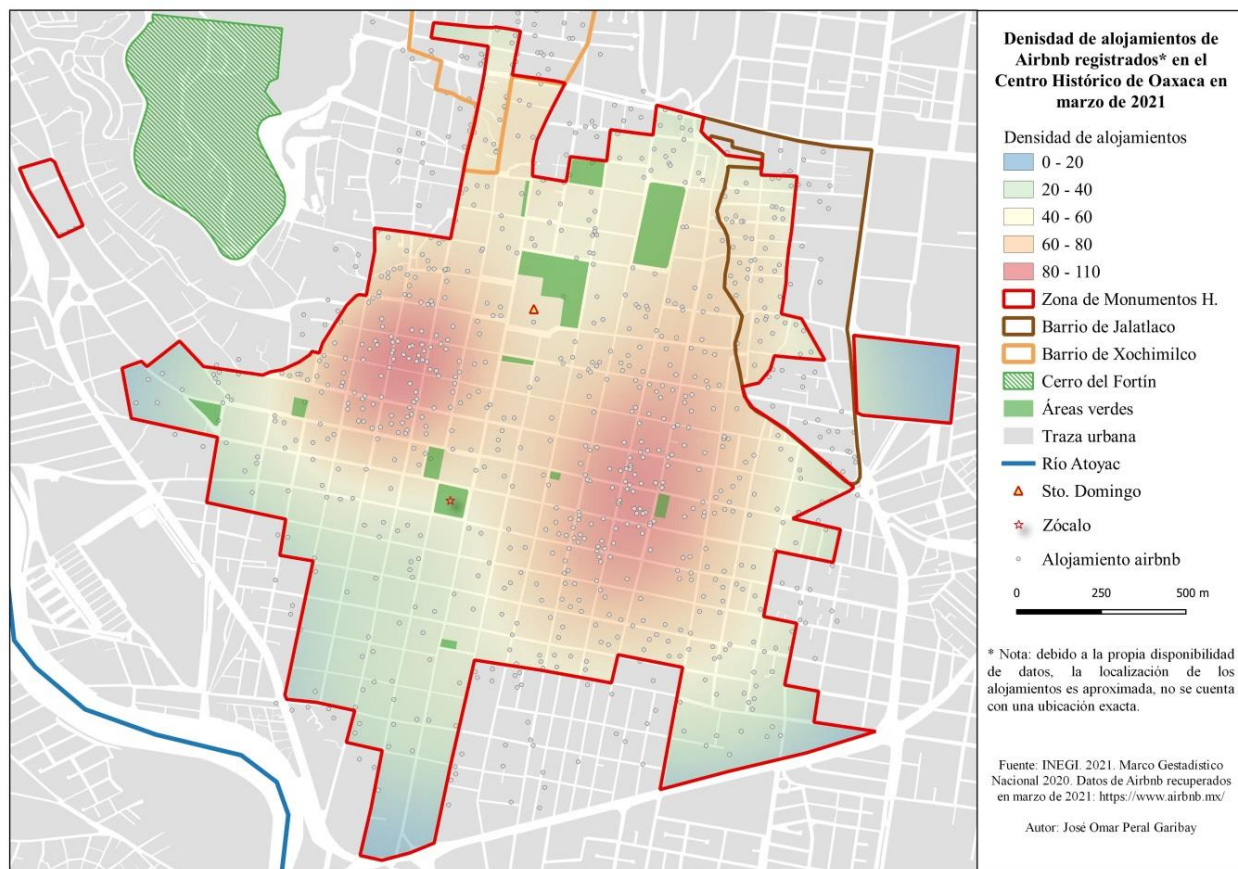 Denisdad de alojamientos de
Airbnb registrados* en el
Centro Histórico de Oaxaca en
marzo de 2021
Densidad de alojamientos
0 - 20
20 - 40
40 - 60
60 - 80
80 - 110
Zona de Monumentos H.
Barrio de Jalatlaco
Barrio de Xochimilco
Cerro del Fortín
Áreas verdes
Traza urbana
Río Atoyac
Sto. Domingo
Zócalo
Alojamiento airbnb
0 250 500 m
* Nota: debido a la propia disponibilidad
de datos, la localización de los
alojamientos es aproximada, no se cuenta
con una ubicación exacta.
Fuente: INEGI. 2021. Marco Gestadístico
Nacional 2020. Datos de Airbnb recuperados
en marzo de 2021: https://www.airbnb.mx/
Autor: José Omar Peral Garibay